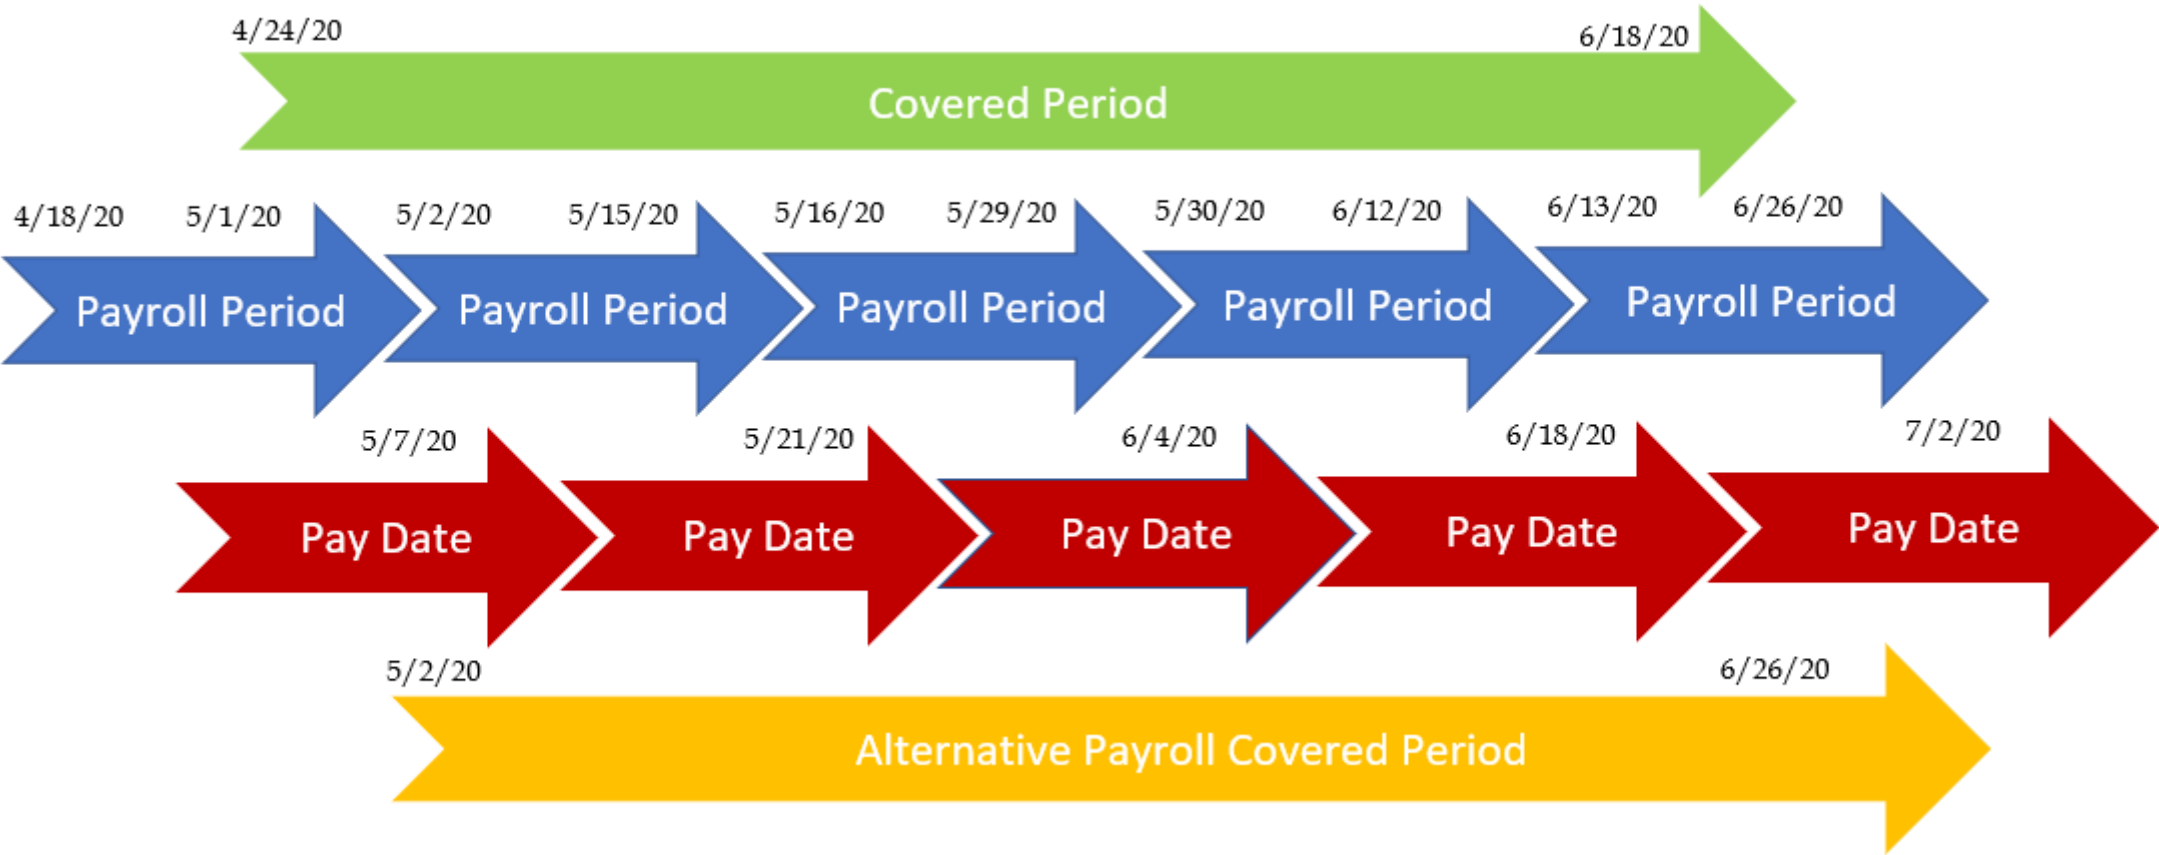 4/24/20 6/18/20
Covered Period
4/18/20 5/1/20 5/2/20 5/15/20 5/16/20 5/29/20 5/30/20 6/12/20 6/13/20 6/26/20
Payroll Period Payroll Period Payroll Period Payroll Period Payroll Period
5/7/20 5/21/20 6/4/20 6/18/20 7/2/20
Pay Date Pay Date Pay Date Pay Date Pay Date
5/2/20 6/26/20
Alternative Payroll Covered Period